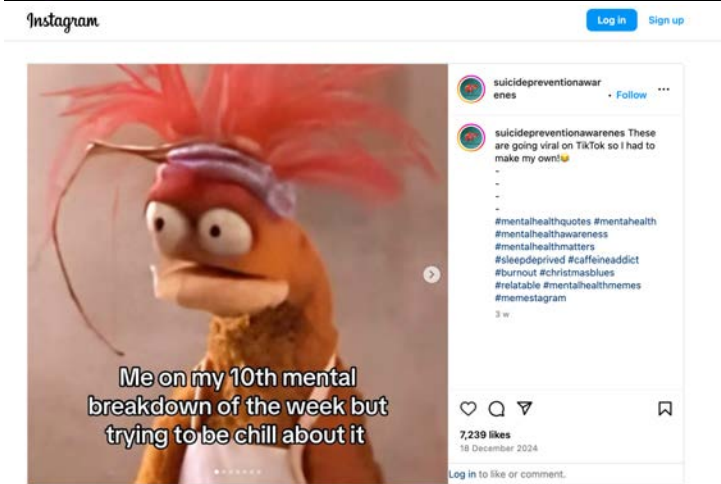 Instagram
Log in
Sign up
suicidepreventionawar
enes
• Follow
suicidepreventionawarenes These
are going viral on TikTok so I had to
make my own!😂
-
-
-
-
#mentalhealthquotes #mentahealth
#mentalhealthawareness
#mentalhealthmatters
#sleepdeprived #caffeineaddict
#burnout #christmasblues
#relatable #mentalhealthmemes
#memestagram
3 w
Me on my 10th mental
breakdown of the week but
trying to be chill about it
7,239 likes
18 December 2024
Log in to like or comment.